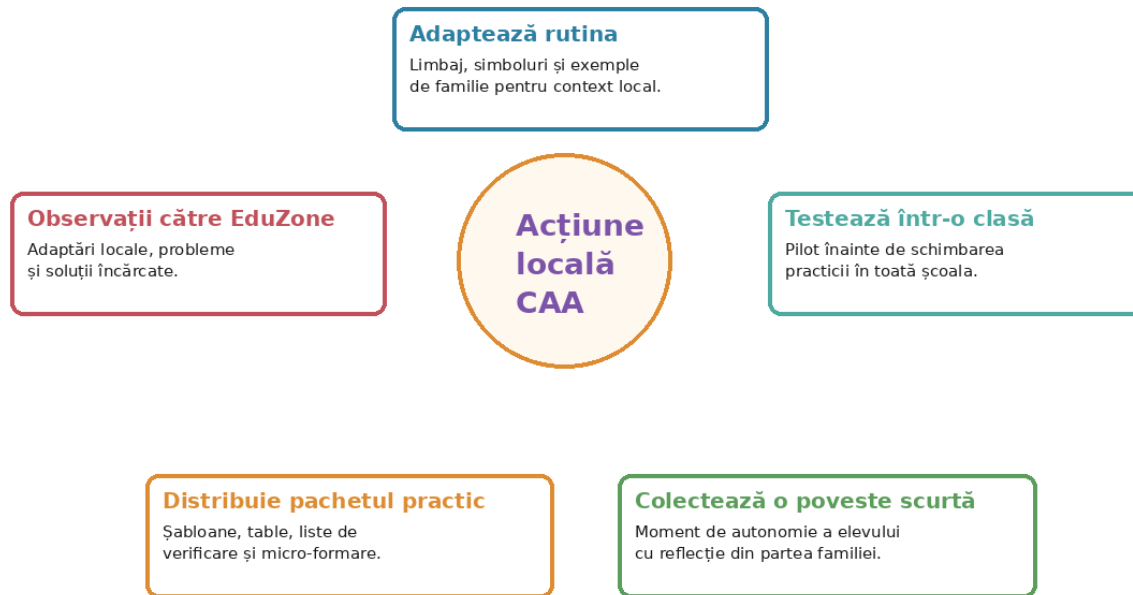 Adaptează rutina
Limbaj, simboluri și exemple
de familie pentru context local.
Observații către EduZone
Adaptări locale, probleme
și soluții încărcate.
Acțiune
locală
CAA
Testează într-o clasă
Pilot înainte de schimbarea
practicii în toată școala.
Distribuie pachetul practic
Șabloane, table, liste de
verificare și micro-formare.
Colectează o poveste scurtă
Moment de autonomie a elevului
cu reflecție din partea familiei.